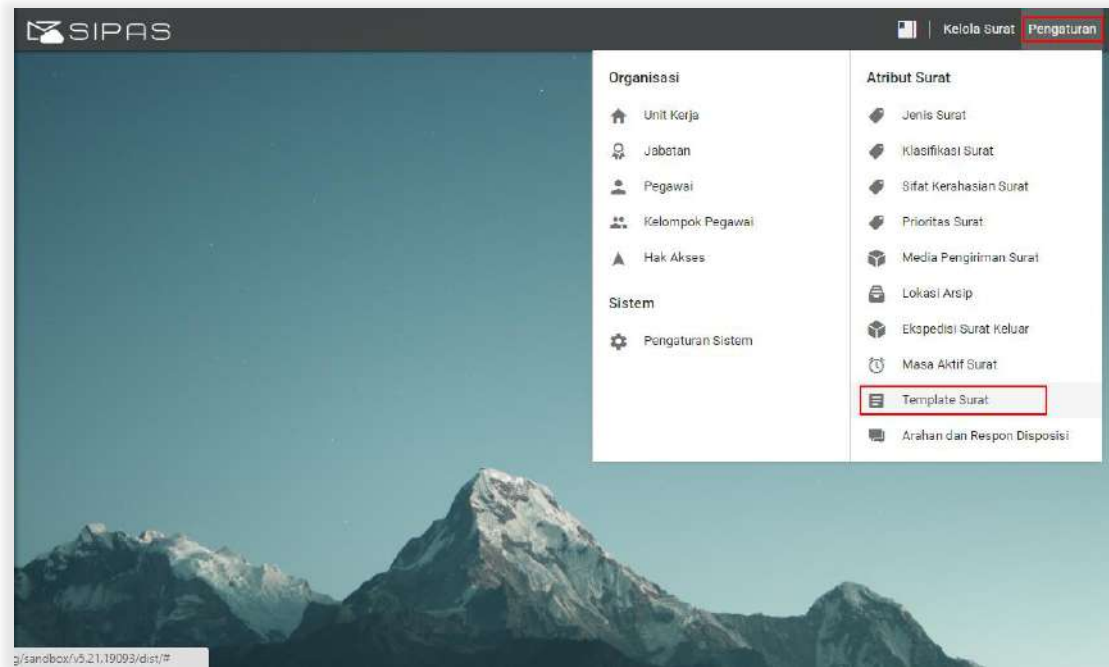 SIPAS
Kelola Surat
Pengaturan
Organisasi
Unit Kerja
Jabatan
Pegawai
Kelompok Pegawai
Hak Akses
Sistem
Pengaturan Sistem
Atribut Surat
Jenis Surat
Klasifikasi Surat
Sifat Kerahasian Surat
Prioritas Surat
Media Pengiriman Surat
Lokasi Arsip
Ekspedisi Surat Keluar
Masa Aktif Surat
Template Surat
Arahan dan Respon Disposisi
g/sandbox/v5.21.19093/dist/#